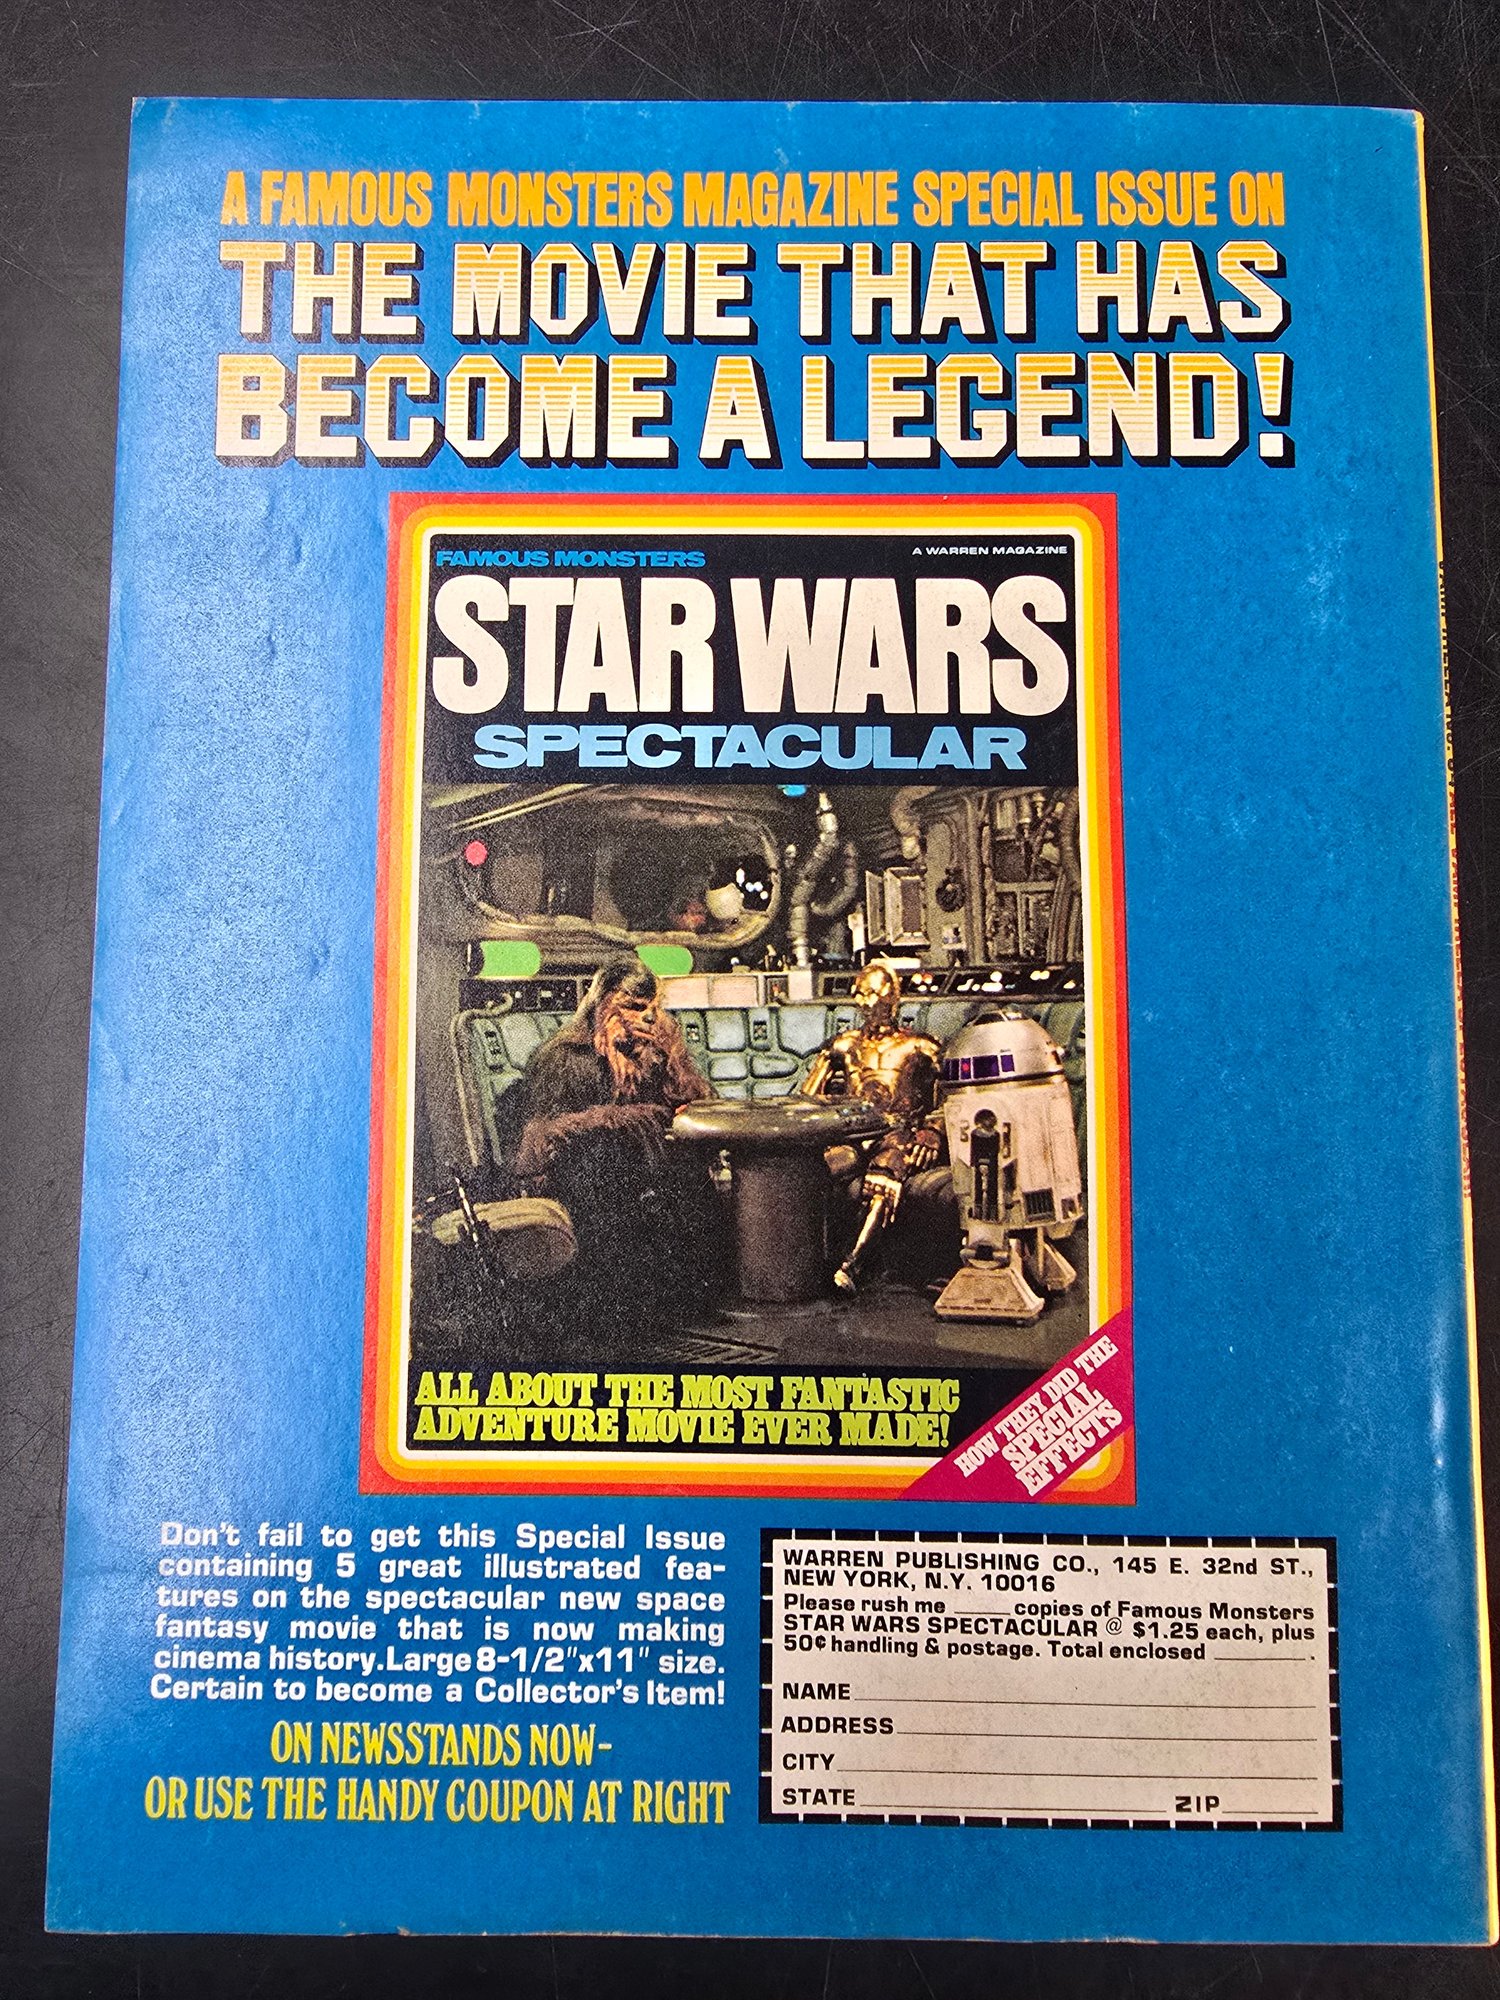 A FAMOUS MONSTERS MAGAZINE SPECIAL ISSUE ON
THE MOVIE THAT HAS
BECOME A LEGEND!
FAMOUS MONSTERS
A WARREN MAGAZINE
STAR WARS
SPECTACULAR
ALL ABOUT THE MOST FANTASTIC
ADVENTURE MOVIE EVER MADE!
HOW THEY DID THE
SPECIAL
EFFECTS
Don't fail to get this Special Issue
containing 5 great illustrated fea-
tures on the spectacular new space
fantasy movie that is now making
cinema history. Large 8-1/2"x11" size.
Certain to become a Collector's Item!
ON NEWSSTANDS NOW-
OR USE THE HANDY COUPON AT RIGHT
WARREN PUBLISHING CO., 145 E. 32nd ST.,
NEW YORK, N.Y. 10016
Please rush me _____ copies of Famous Monsters
STAR WARS SPECTACULAR @ $1.25 each, plus
50¢ handling & postage. Total enclosed ________.
NAME
ADDRESS
CITY
STATE ZIP